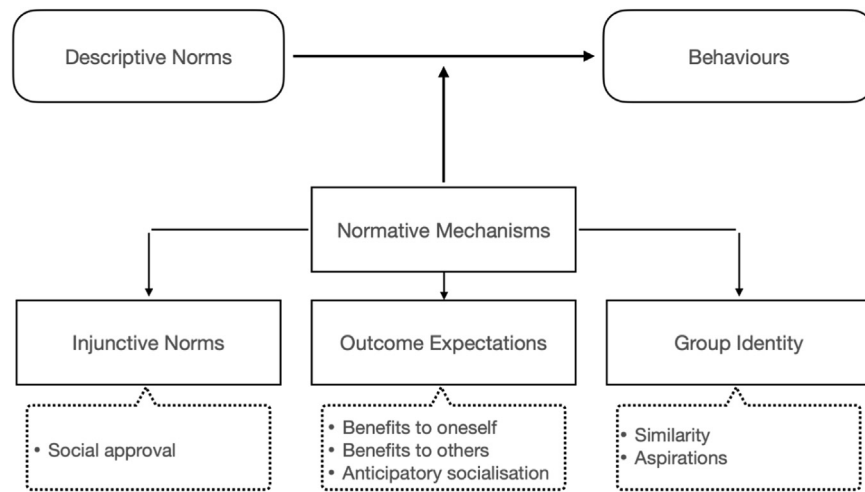 Descriptive Norms
Behaviours
Normative Mechanisms
Injunctive Norms
Outcome Expectations
Group Identity
• Social approval
• Benefits to oneself
• Benefits to others
• Anticipatory socialisation
• Similarity
• Aspirations